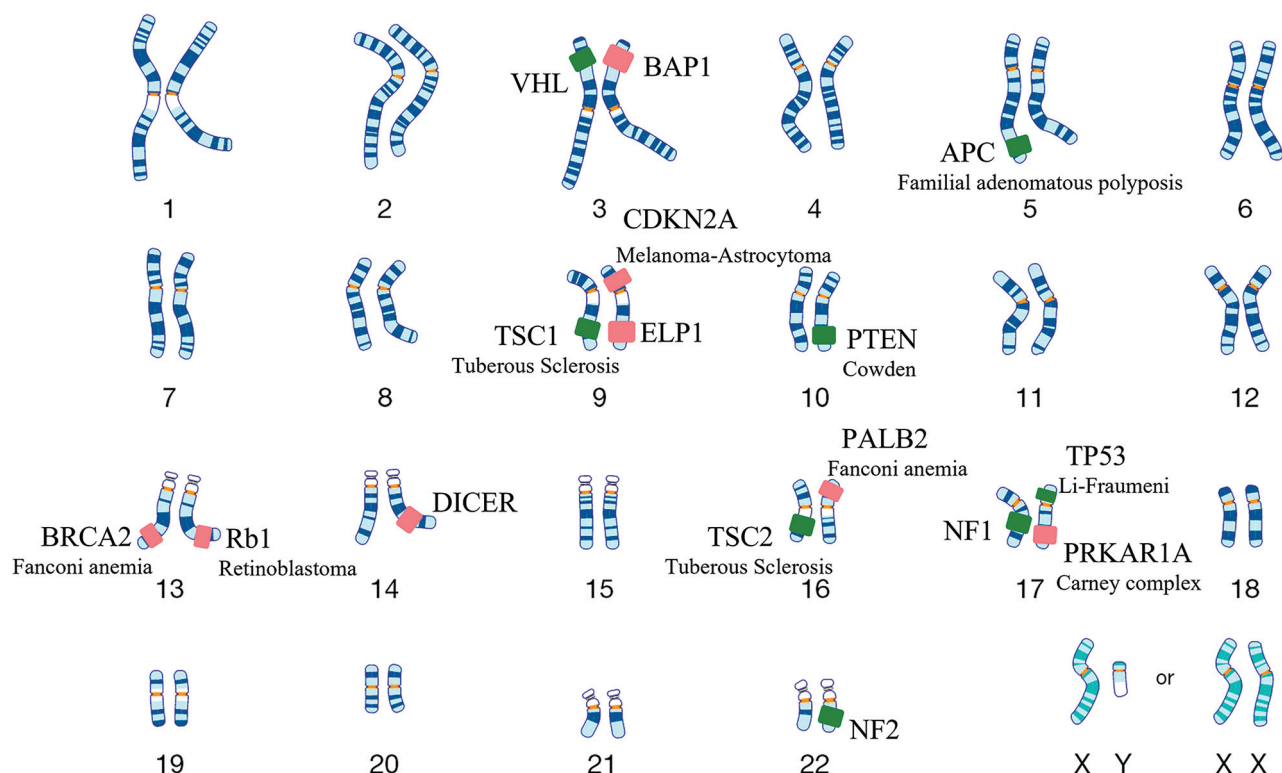 VHL
BAP1
APC
Familial adenomatous polyposis
1
2
3
4
5
6
CDKN2A
Melanoma-Astrocytoma
TSC1
Tuberous Sclerosis
ELP1
PTEN
Cowden
7
8
9
10
11
12
BRCA2
Fanconi anemia
Rb1
Retinoblastoma
DICER
PALB2
Fanconi anemia
TSC2
Tuberous Sclerosis
TP53
Li-Fraumeni
NF1
PRKAR1A
Carney complex
13
14
15
16
17
18
NF2
or
19
20
21
22
X Y
X X